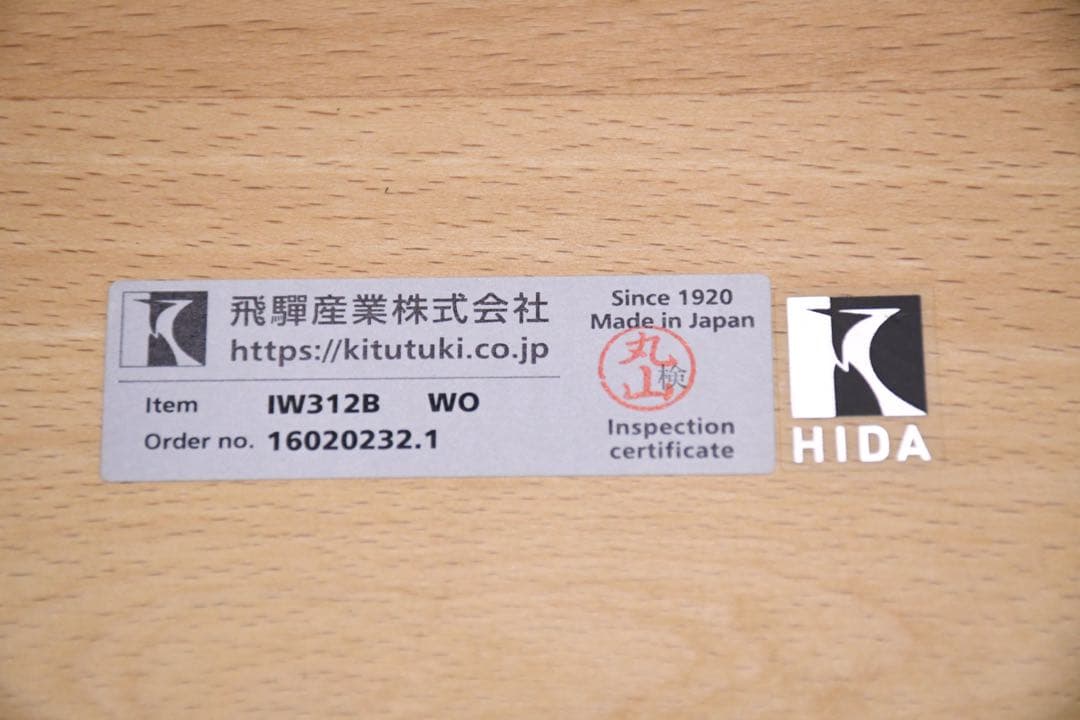 飛驒産業株式会社
https://kitutuki.co.jp
Item IW312B WO
Order no. 16020232.1
Since 1920
Made in Japan
丸山
検
Inspection
certificate
HIDA